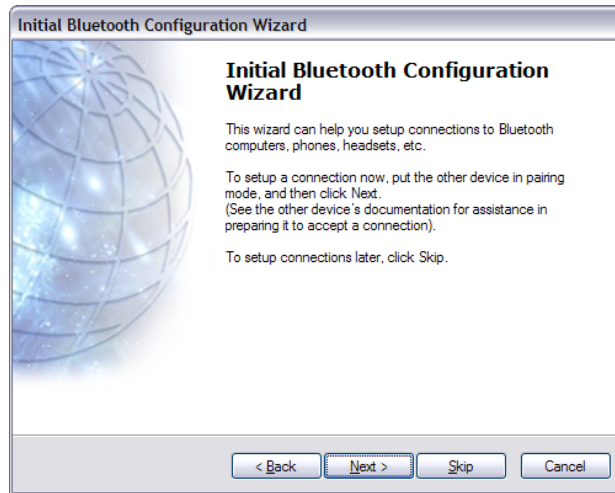 Initial Bluetooth Configuration Wizard
Initial Bluetooth Configuration
Wizard
This wizard can help you setup connections to Bluetooth
computers, phones, headsets, etc.
To setup a connection now, put the other device in pairing
mode, and then click Next.
(See the other device's documentation for assistance in
preparing it to accept a connection).
To setup connections later, click Skip.
< Back Next > Skip Cancel